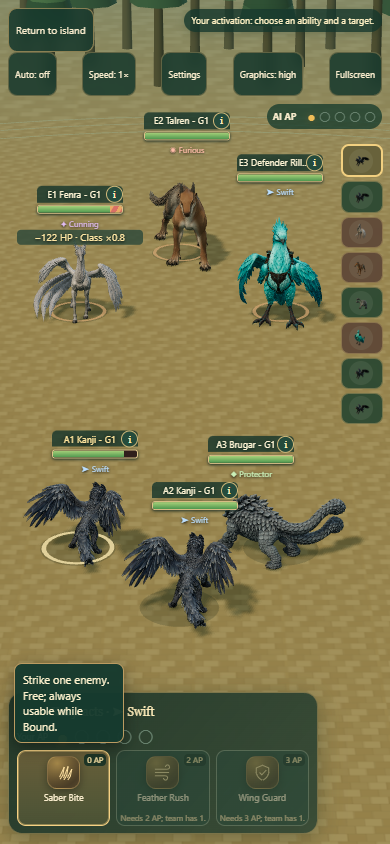 Return to island
Your activation: choose an ability and a target.
Auto: off
Speed: 1×
Settings
Graphics: high
Fullscreen
AI AP
E2 Talren - G1
i
Furious
E3 Defender Rill...
i
Swift
E1 Fenra - G1
i
Cunning
−122 HP · Class ×0.8
A1 Kanji - G1
i
Swift
A3 Brugar - G1
i
Protector
A2 Kanji - G1
i
Swift
Strike one enemy.
Free; always
usable while
Bound.
Swift
0 AP
Saber Bite
2 AP
Feather Rush
Needs 2 AP; team has 1.
3 AP
Wing Guard
Needs 3 AP; team has 1.